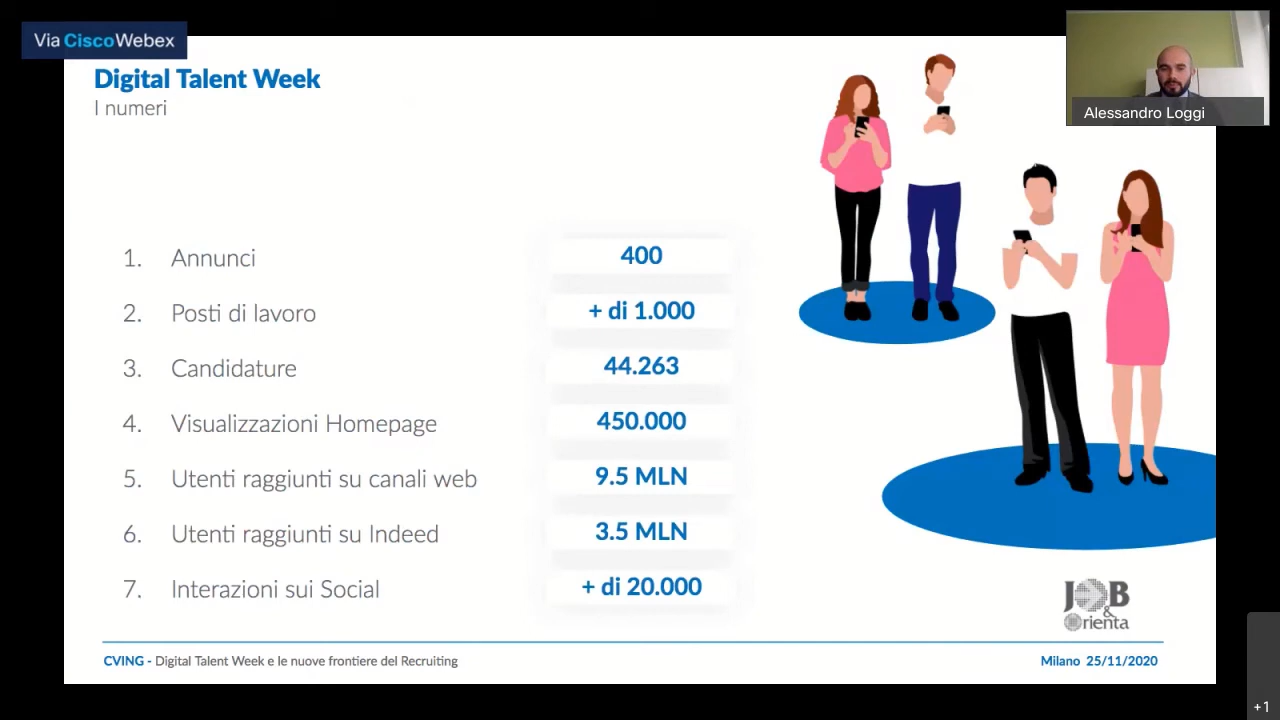 Via CiscoWebex
Digital Talent Week
I numeri
Alessandro Loggi
1. Annunci 400
2. Posti di lavoro + di 1.000
3. Candidature 44.263
4. Visualizzazioni Homepage 450.000
5. Utenti raggiunti su canali web 9.5 MLN
6. Utenti raggiunti su Indeed 3.5 MLN
7. Interazioni sui Social + di 20.000
JOB
&
Orienta
CVING - Digital Talent Week e le nuove frontiere del Recruiting
Milano 25/11/2020
+1